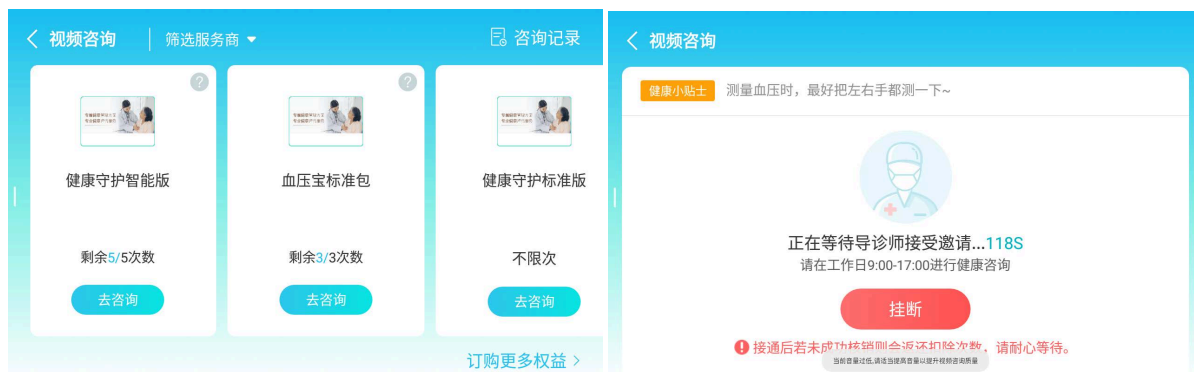 视频咨询 筛选服务商 咨询记录
健康守护智能版
剩余5/5次数
去咨询
血压宝标准包
剩余3/3次数
去咨询
健康守护标准版
不限次
去咨询
订购更多权益
视频咨询
健康小贴士 测量血压时，最好把左右手都测一下~
正在等待导诊师接受邀请...118S
请在工作日9:00-17:00进行健康咨询
挂断
接通后若未成功核销则会返还扣除次数，请耐心等待。
当前音量过低,请适当提高音量以提升视频咨询质量